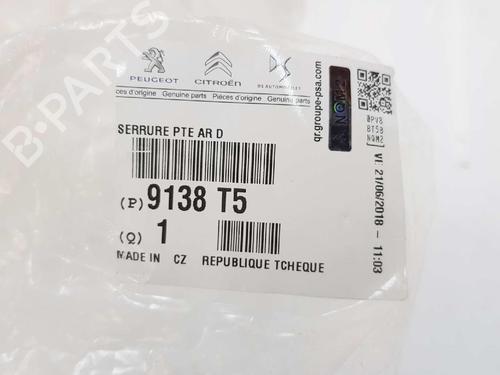 PEUGEOT CITROËN DS AUTOMOBILES
Pièces d'origine Genuine parts Pièces d'origine Genuine parts
SERRURE PTE AR D
(P) 9138 T5
(Q) 1
MADE IN CZ REPUBLIQUE TCHEQUE
qr.groupe-psa.com
VI 21/06/2018 - 11:03
B-PARTS